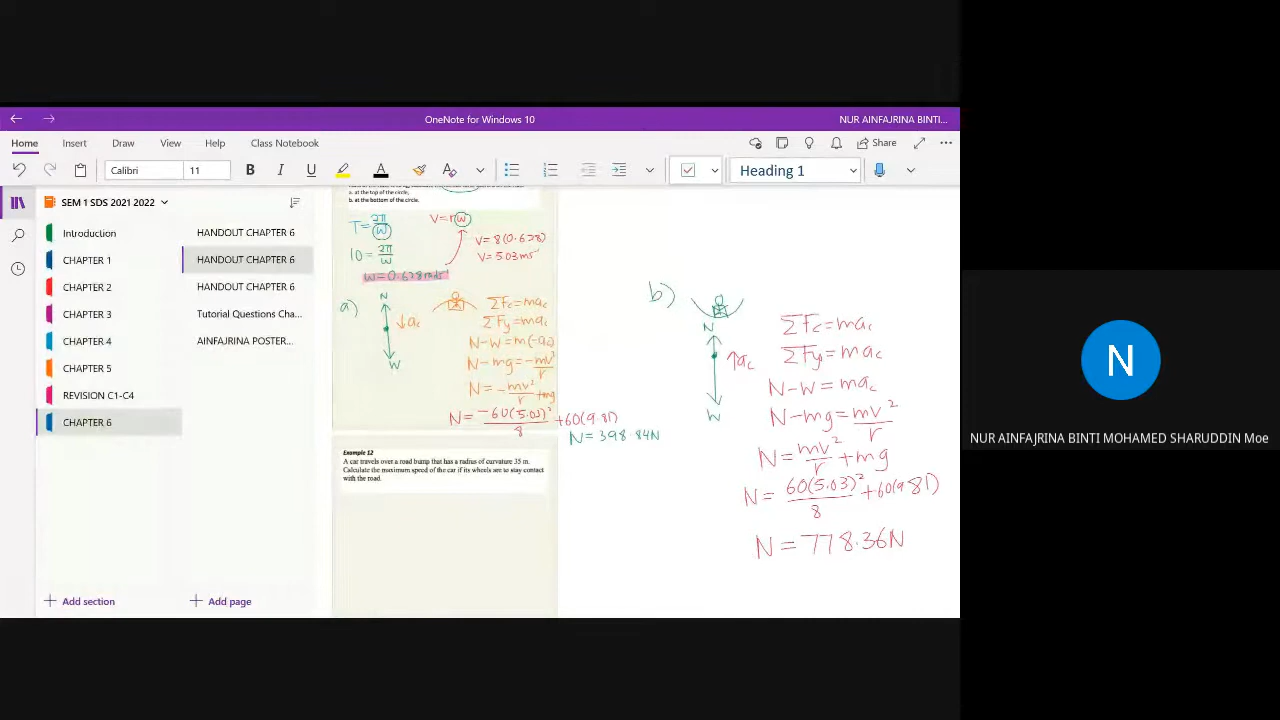 OneNote for Windows 10
NUR AINFAJRINA BINTI...
Home Insert Draw View Help Class Notebook
Share
Calibri 11 B I U A Heading 1
SEM 1 SDS 2021 2022
Introduction
CHAPTER 1
CHAPTER 2
CHAPTER 3
CHAPTER 4
CHAPTER 5
REVISION C1-C4
CHAPTER 6
Add section
HANDOUT CHAPTER 6
HANDOUT CHAPTER 6
HANDOUT CHAPTER 6
Tutorial Questions Cha...
AINFAJRINA POSTER...
Add page
a. at the top of the circle,
b. at the bottom of the circle.
T = 2π/ω
10 = 2π/ω
ω = 0.628 rads⁻¹
V = rω
V = 8(0.628)
V = 5.03 ms⁻¹
a)
N
↓ac
W
ΣFc = mac
ΣFy = mac
N-W = m(-ac)
N-mg = -mv²/r
N = -mv²/r + mg
N = -60(5.03)²/8 + 60(9.81)
N = 398.84N
Example 12
A car travels over a road bump that has a radius of curvature 35 m.
Calculate the maximum speed of the car if its wheels are to stay contact
with the road.
b)
N
↑ac
W
ΣFc = mac
ΣFy = mac
N-W = mac
N-mg = mv²/r
N = mv²/r + mg
N = 60(5.03)²/8 + 60(9.81)
N = 778.36N
N
NUR AINFAJRINA BINTI MOHAMED SHARUDDIN Moe